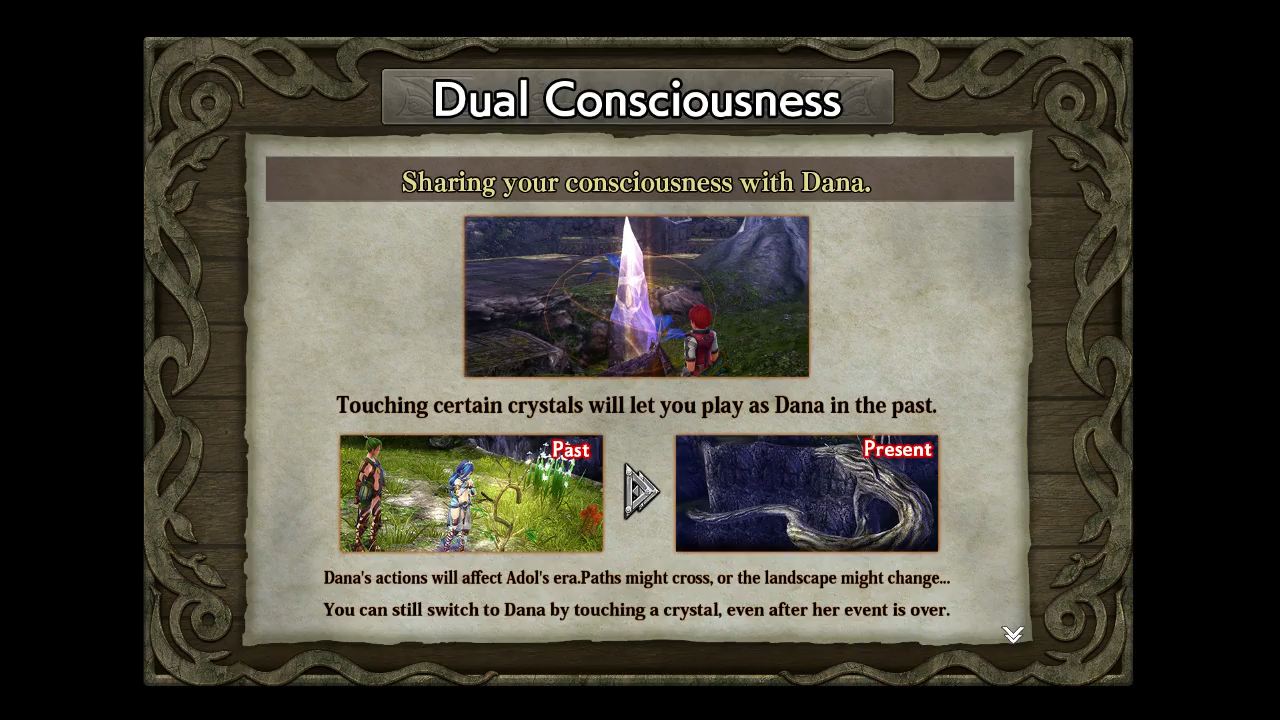 Dual Consciousness
Sharing your consciousness with Dana.
Touching certain crystals will let you play as Dana in the past.
Past
Present
Dana's actions will affect Adol's era.Paths might cross, or the landscape might change...
You can still switch to Dana by touching a crystal, even after her event is over.